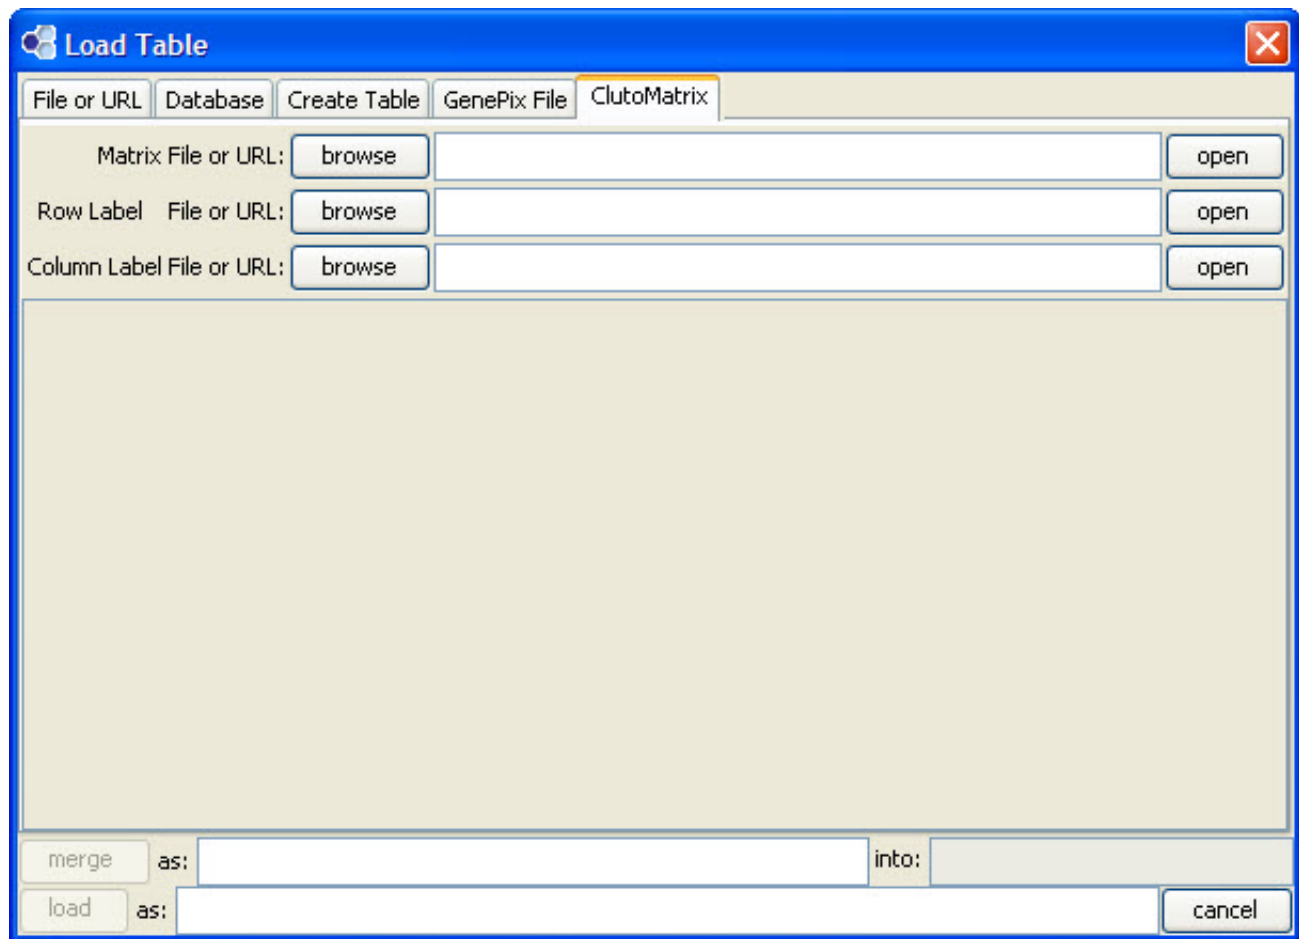 Load Table
File or URL Database Create Table GenePix File ClutoMatrix
Matrix File or URL: browse open
Row Label File or URL: browse open
Column Label File or URL: browse open
merge as: into:
load as: cancel